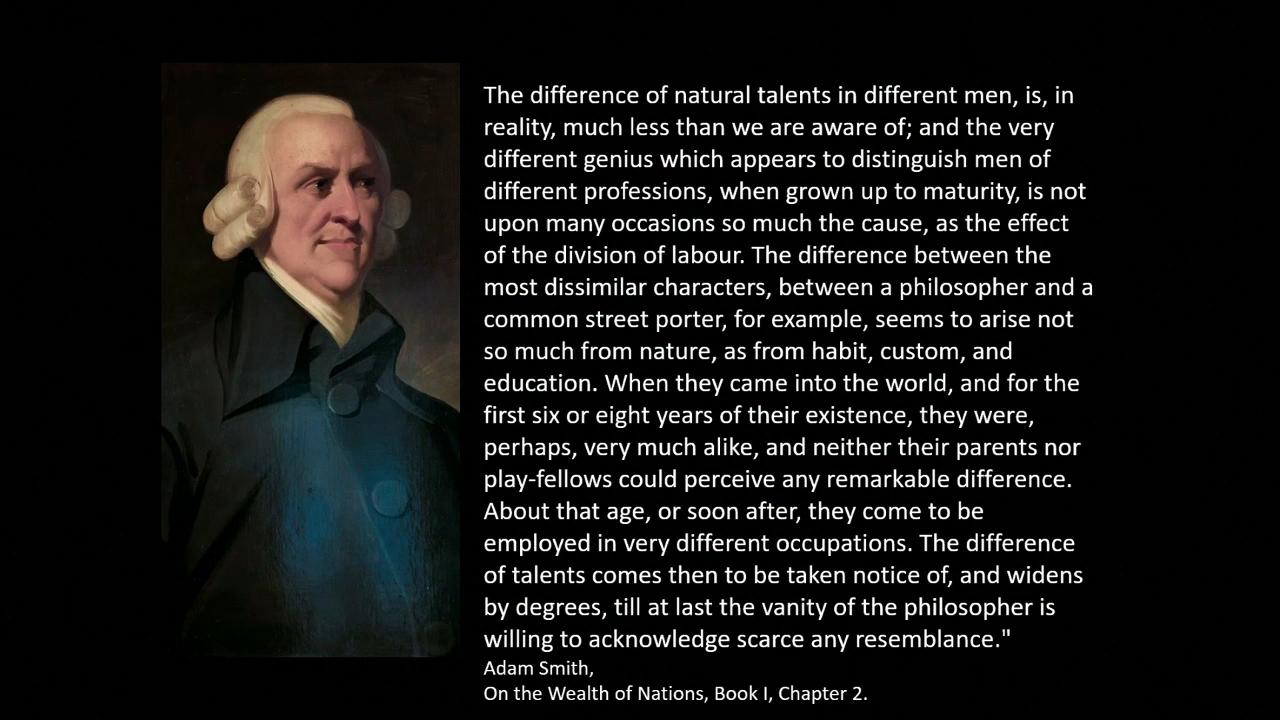 The difference of natural talents in different men, is, in
reality, much less than we are aware of; and the very
different genius which appears to distinguish men of
different professions, when grown up to maturity, is not
upon many occasions so much the cause, as the effect
of the division of labour. The difference between the
most dissimilar characters, between a philosopher and a
common street porter, for example, seems to arise not
so much from nature, as from habit, custom, and
education. When they came into the world, and for the
first six or eight years of their existence, they were,
perhaps, very much alike, and neither their parents nor
play-fellows could perceive any remarkable difference.
About that age, or soon after, they come to be
employed in very different occupations. The difference
of talents comes then to be taken notice of, and widens
by degrees, till at last the vanity of the philosopher is
willing to acknowledge scarce any resemblance."
Adam Smith,
On the Wealth of Nations, Book I, Chapter 2.